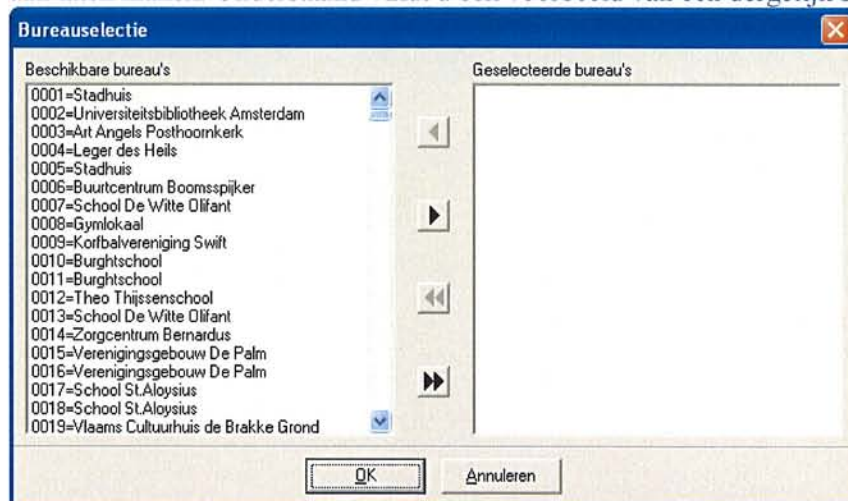 Bureauselectie
Beschikbare bureau's
Geselecteerde bureau's
0001=Stadhuis
0002=Universiteitsbibliotheek Amsterdam
0003=Art Angels Posthoornkerk
0004=Leger des Heils
0005=Stadhuis
0006=Buurtcentrum Boomsspijker
0007=School De Witte Olifant
0008=Gymlokaal
0009=Korfbalvereniging Swift
0010=Burghtschool
0011=Burghtschool
0012=Theo Thijssenschool
0013=School De Witte Olifant
0014=Zorgcentrum Bernardus
0015=Verenigingsgebouw De Palm
0016=Verenigingsgebouw De Palm
0017=School St.Aloysius
0018=School St.Aloysius
0019=Vlaams Cultuurhuis de Brakke Grond
OK
Annuleren